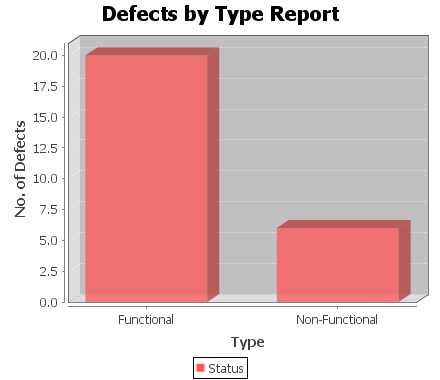 Defects by Type Report
No. of Defects
20.0
17.5
15.0
12.5
10.0
7.5
5.0
2.5
0.0
Functional
Non-Functional
Type
Status